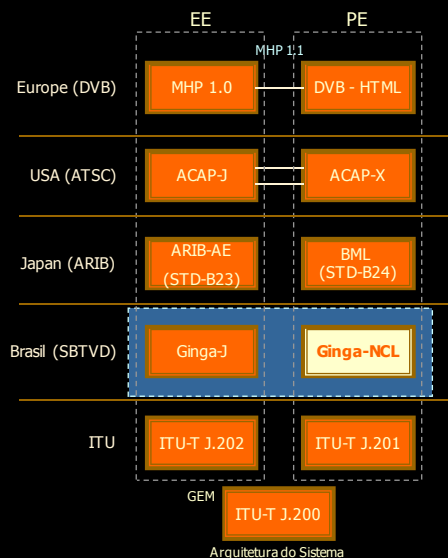 EE
PE
MHP 1.1
Europe (DVB)
MHP 1.0
DVB - HTML
USA (ATSC)
ACAP-J
ACAP-X
Japan (ARIB)
ARIB-AE
(STD-B23)
BML
(STD-B24)
Brasil (SBTVD)
Ginga-J
Ginga-NCL
ITU
ITU-T J.202
ITU-T J.201
GEM
ITU-T J.200
Arquitetura do Sistema